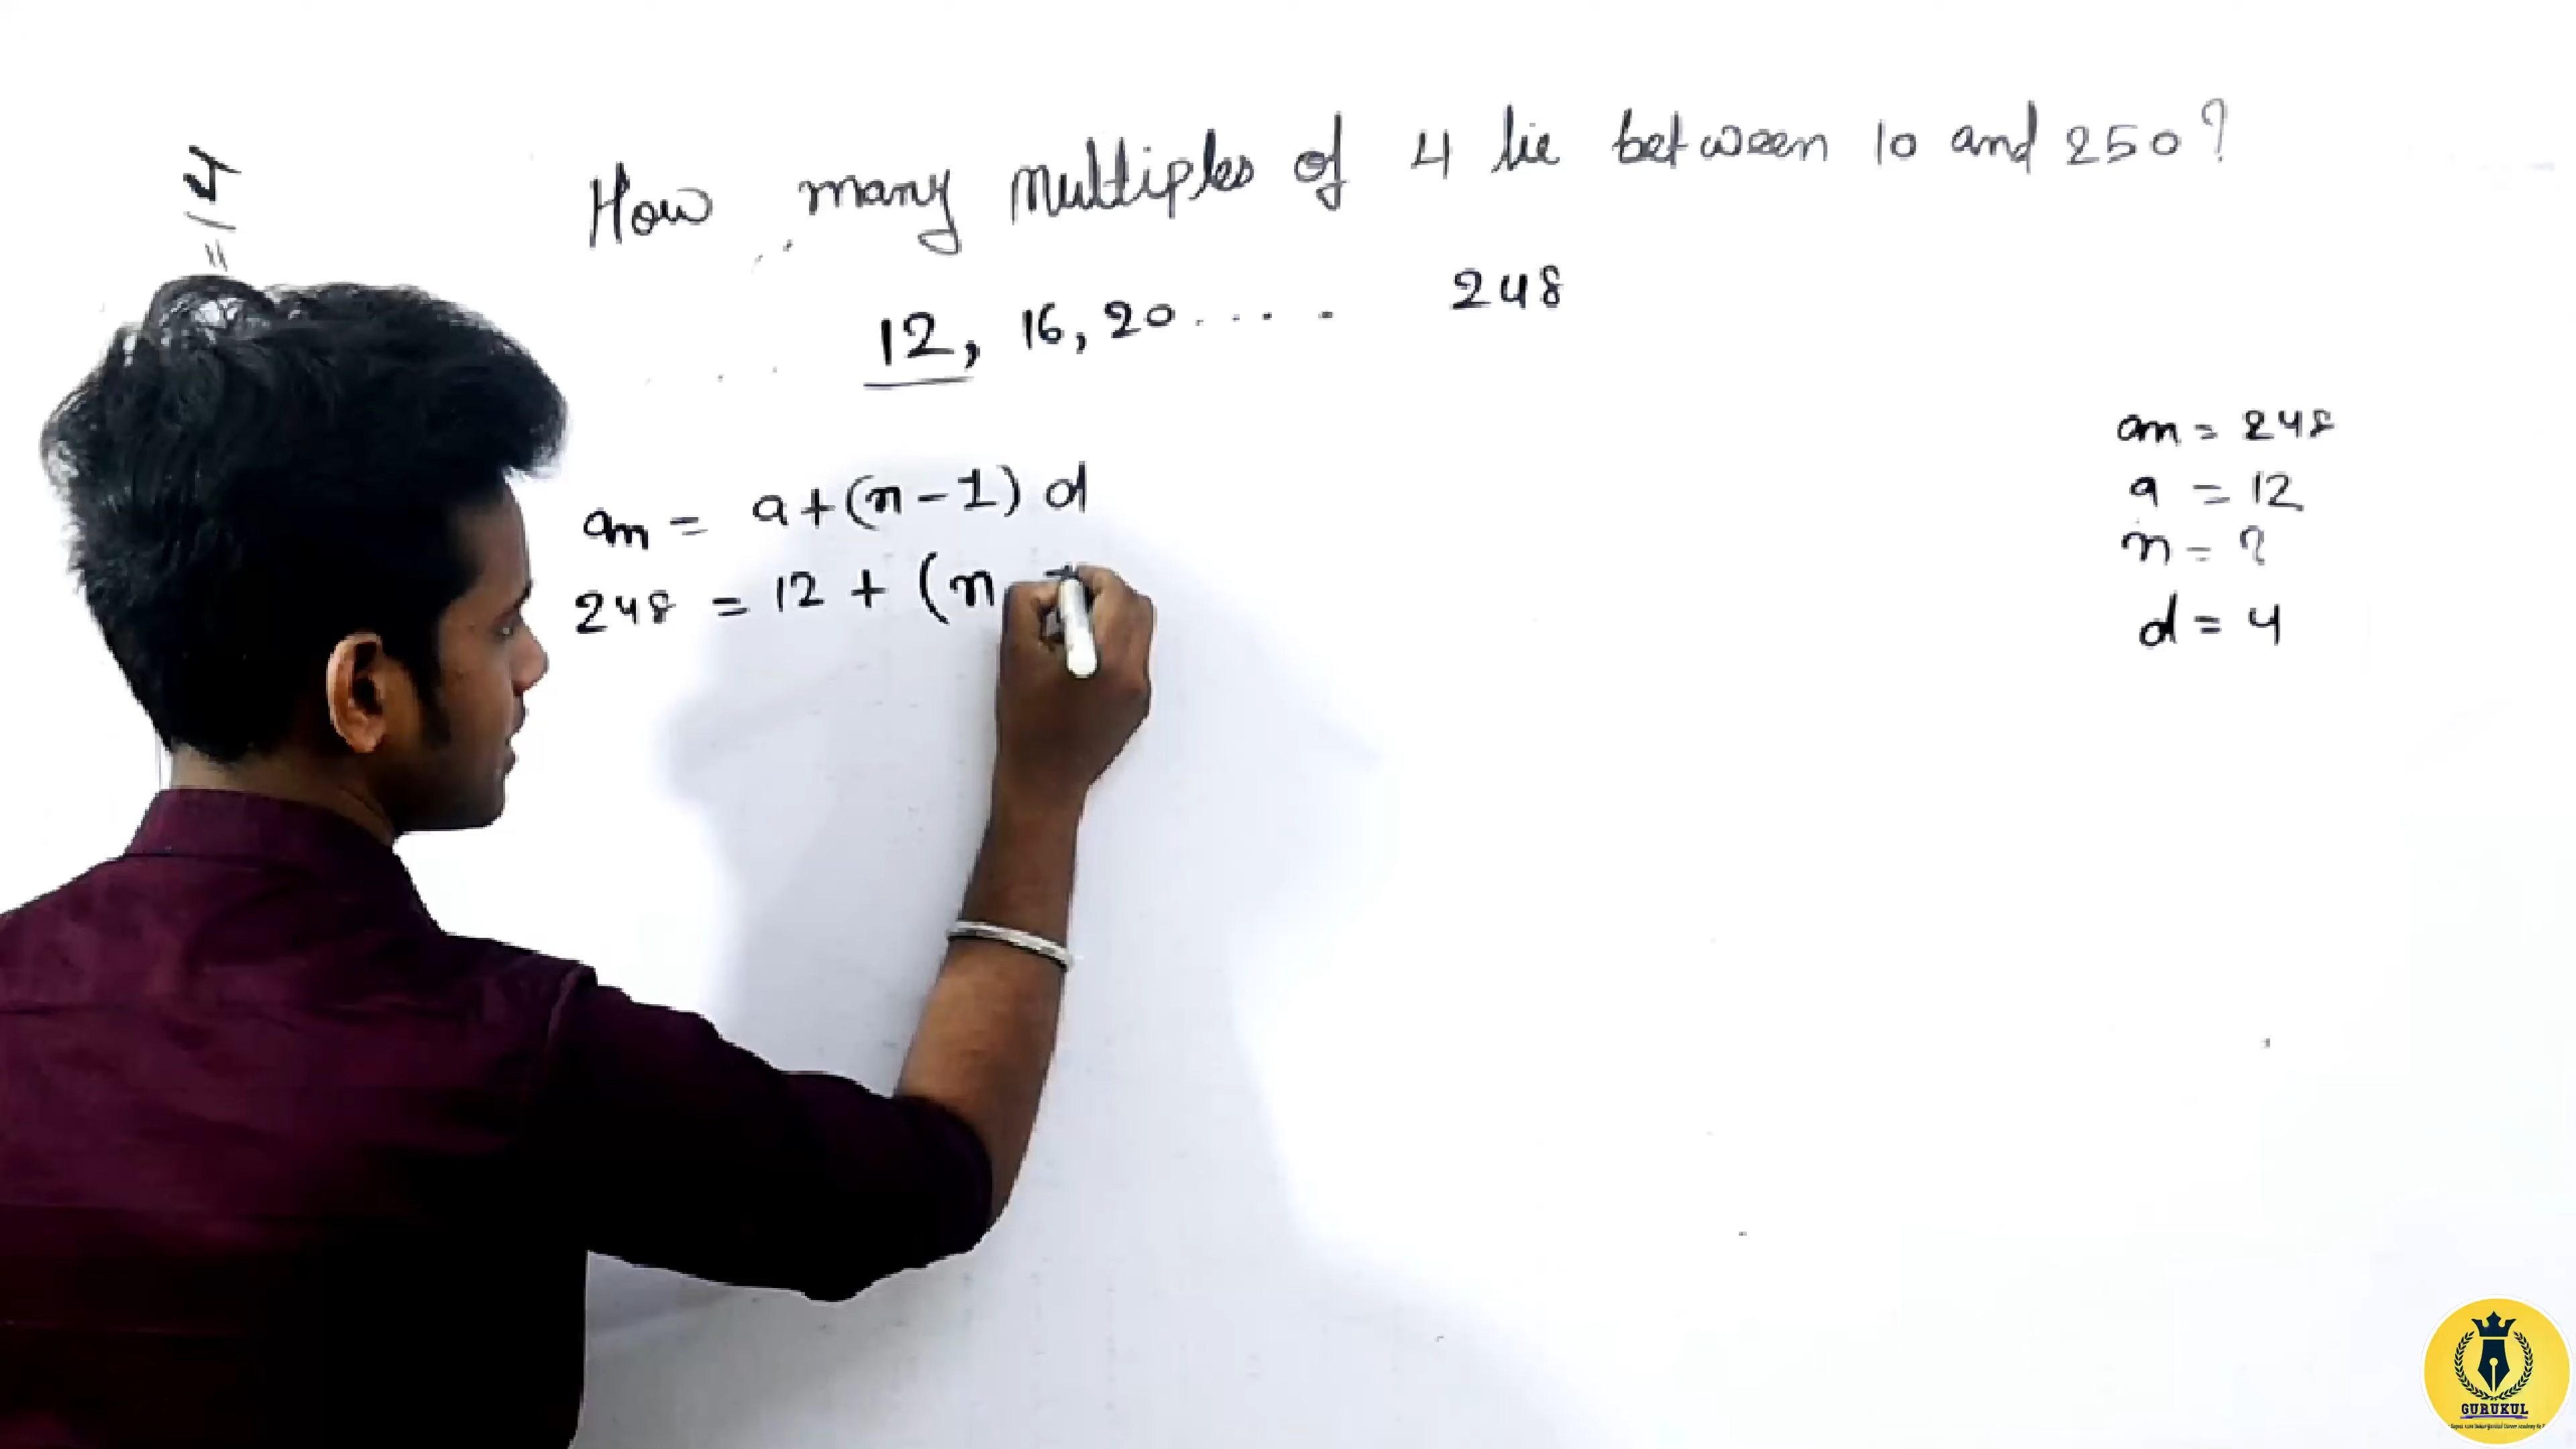 How many multiples of 4 lie between 10 and 250?
= / 4
12, 16, 20 . . . . 248
an = a + (n - 1) d
248 = 12 + (n
an = 248
a = 12
n = ?
d = 4
GURUKUL